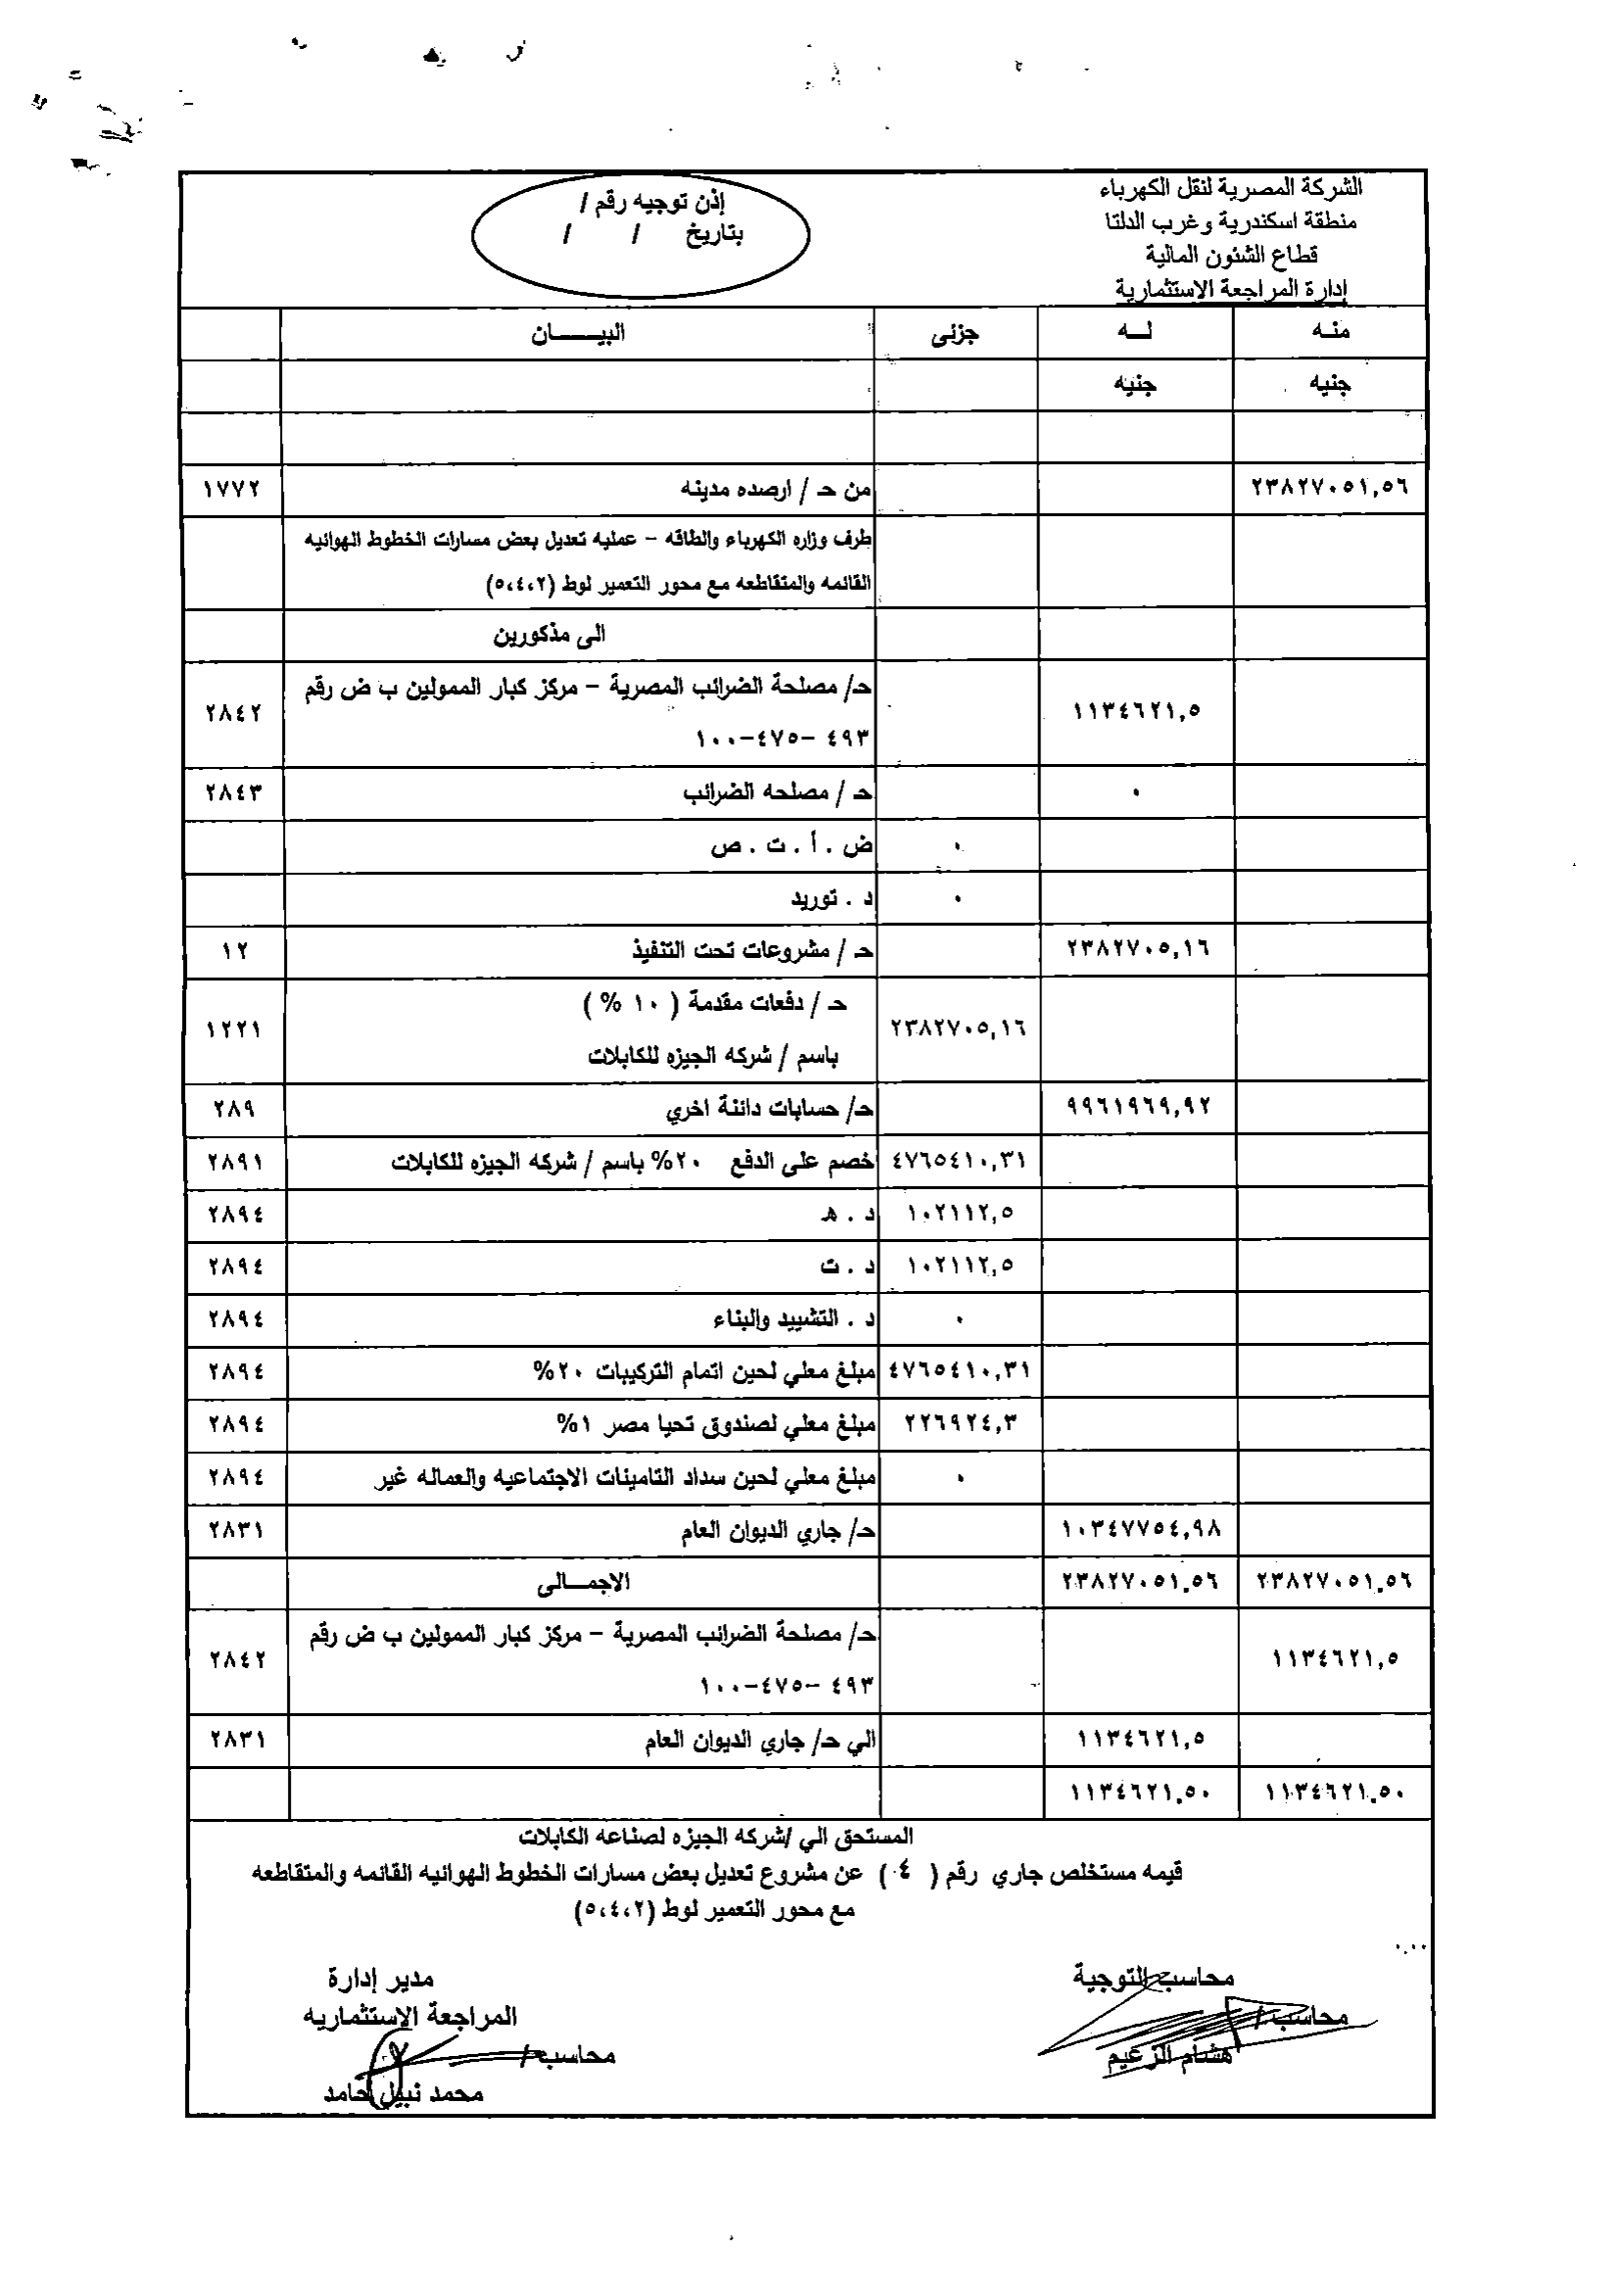 الشركة المصرية لنقل الكهرباء
منطقة اسكندرية وغرب الدلتا
قطاع الشئون المالية
إدارة المراجعة الاستثمارية
إذن توجيه رقم /
بتاريخ / /
منـه لـــه جزئى البيـــــــان
جنيه جنيه
٢٣٨٢٧٠٥١,٥٦ من حـ / ارصده مدينه ١٧٧٢
طرف وزاره الكهرباء والطاقه – عمليه تعديل بعض مسارات الخطوط الهوائيه
القائمه والمتقاطعه مع محور التعمير لوط (٥،٤،٢)
الى مذكورين
١١٣٤٦٢١,٥ حـ/ مصلحة الضرائب المصرية – مركز كبار الممولين ب ض رقم ٢٨٤٢
٤٩٣ –٤٧٥–١٠٠
٠ حـ / مصلحه الضرائب ٢٨٤٣
٠ ض . أ . ت . ص
٠ د . توريد
٢٣٨٢٧٠٥,١٦ حـ / مشروعات تحت التنفيذ ١٢
٢٣٨٢٧٠٥,١٦ حـ / دفعات مقدمة ( ١٠ % ) ١٢٢١
باسم / شركه الجيزه للكابلات
٩٩٦١٩٦٩,٩٢ حـ/ حسابات دائنة اخري ٢٨٩
٤٧٦٥٤١٠,٣١ خصم على الدفع ٢٠% باسم / شركه الجيزه للكابلات ٢٨٩١
١٠٢١١٢,٥ د . هـ ٢٨٩٤
١٠٢١١٢,٥ د . ت ٢٨٩٤
٠ د . التشييد والبناء ٢٨٩٤
٤٧٦٥٤١٠,٣١ مبلغ معلي لحين اتمام التركيبات ٢٠% ٢٨٩٤
٢٢٦٩٢٤,٣ مبلغ معلي لصندوق تحيا مصر ١% ٢٨٩٤
٠ مبلغ معلي لحين سداد التامينات الاجتماعيه والعماله غير ٢٨٩٤
١٠٣٤٧٧٥٤,٩٨ حـ/ جاري الديوان العام ٢٨٣١
٢٣٨٢٧٠٥١.٥٦ ٢٣٨٢٧٠٥١.٥٦ الاجمـــالى
١١٣٤٦٢١,٥ حـ/ مصلحة الضرائب المصرية – مركز كبار الممولين ب ض رقم ٢٨٤٢
٤٩٣ –٤٧٥–١٠٠
١١٣٤٦٢١,٥ الي حـ/ جاري الديوان العام ٢٨٣١
١١٣٤٦٢١.٥٠ ١١٣٤٦٢١.٥٠
المستحق الي /شركه الجيزه لصناعه الكابلات
قيمه مستخلص جاري رقم ( ٠٤ ) عن مشروع تعديل بعض مسارات الخطوط الهوائيه القائمه والمتقاطعه
مع محور التعمير لوط (٥،٤،٢)
٠.٠٠
محاسب التوجية
محاسب /
هشام الزعيم
مدير إدارة
المراجعة الإستثماريه
محاسب /
محمد نبيل حامد